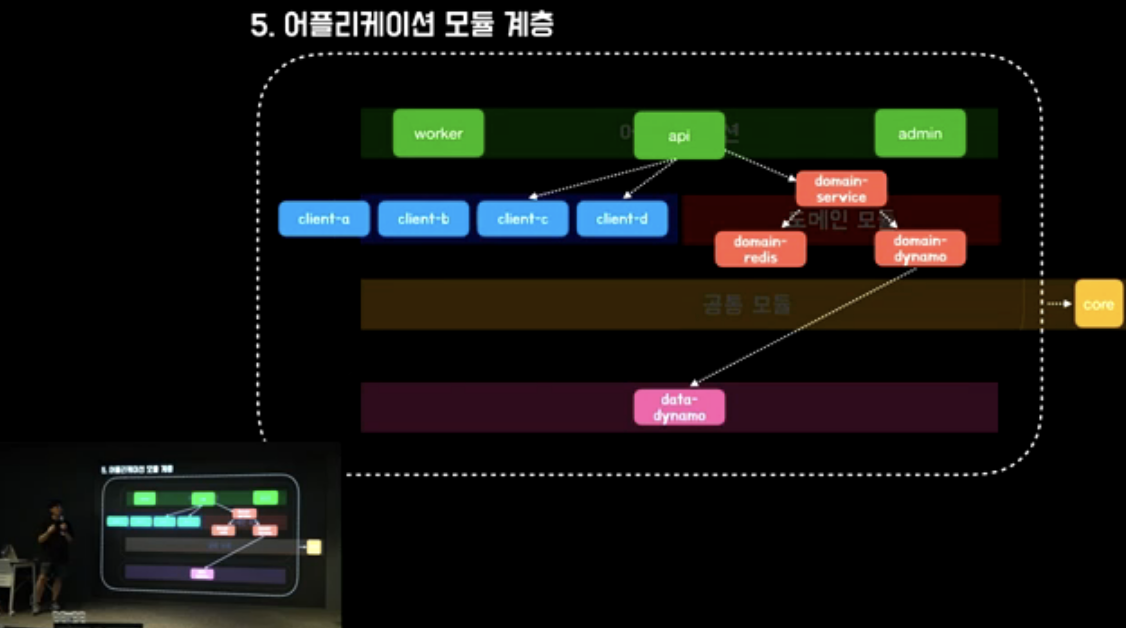 5. 어플리케이션 모듈 계층
worker
api
admin
domain-
service
client-a
client-b
client-c
client-d
도메인 모듈
domain-
redis
domain-
dynamo
공통 모듈
core
data-
dynamo
5. 어플리케이션 모듈 계층